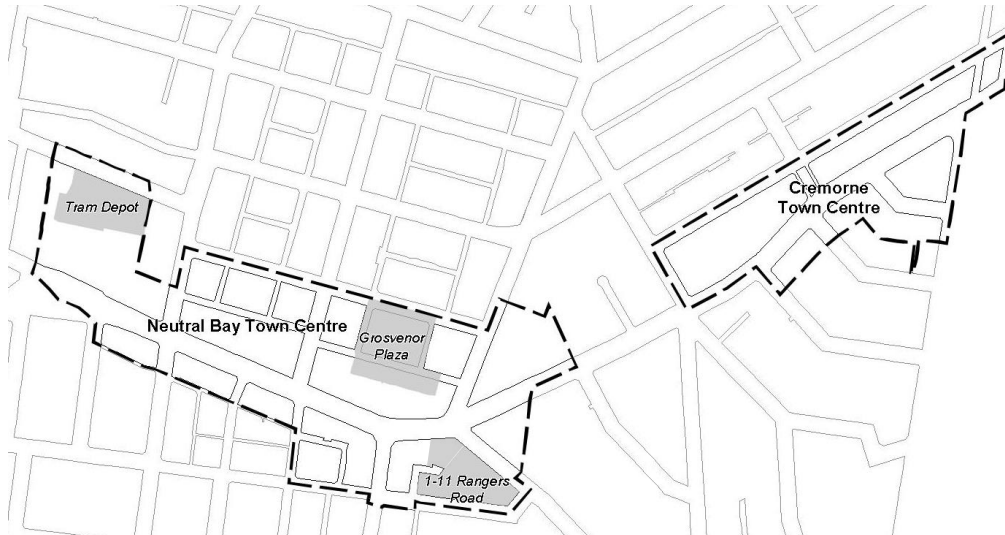 Tram Depot
Cremorne
Town Centre
Neutral Bay Town Centre
Grosvenor
Plaza
1-11 Rangers
Road